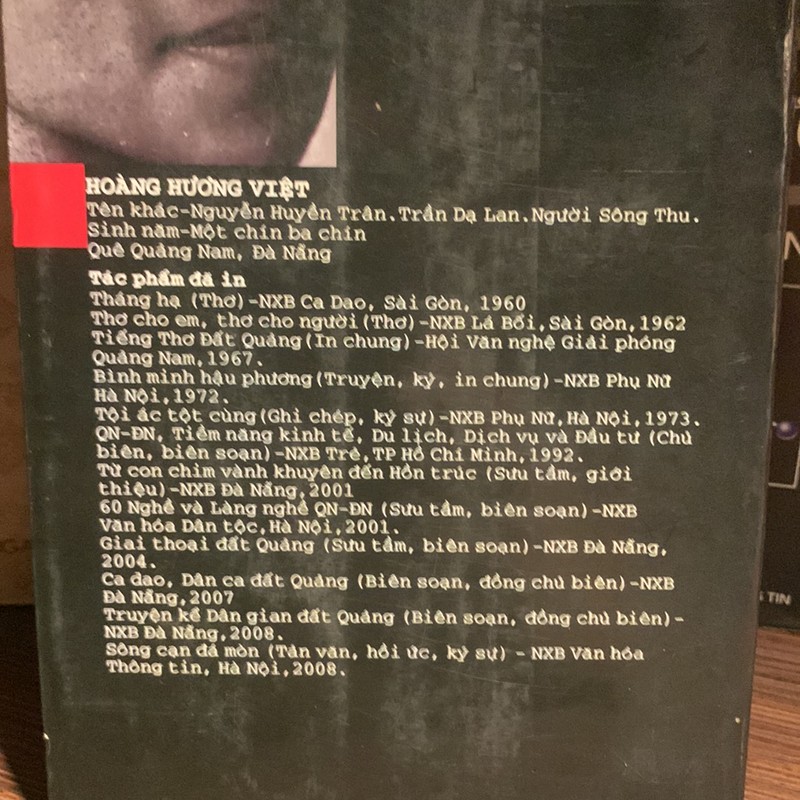 HOÀNG HƯƠNG VIỆT
Tên khác-Nguyễn Huyền Trân.Trần Dạ Lan.Người Sông Thu.
Sinh năm-Một chín ba chín
Quê Quảng Nam, Đà Nẵng
Tác phẩm đã in
Tháng hạ (Thơ)-NXB Ca Dao, Sài Gòn, 1960
Thơ cho em, thơ cho người(Thơ)-NXB Lá Bối,Sài Gòn,1962
Tiếng Thơ Đất Quảng(In chung)-Hội Văn nghệ Giải phóng
Quảng Nam,1967.
Bình minh hậu phương(Truyện, ký, in chung)-NXB Phụ Nữ
Hà Nội,1972.
Tội ác tột cùng(Ghi chép, ký sự)-NXB Phụ Nữ,Hà Nội,1973.
QN-ĐN, Tiềm năng kinh tế, Du lịch, Dịch vụ và Đầu tư (Chủ
biên, biên soạn)-NXB Trẻ,TP Hồ Chí Minh,1992.
Từ con chim vành khuyên đến Hòn trúc (Sưu tầm, giới
thiệu)-NXB Đà Nẵng,2001
60 Nghề và Làng nghề QN-ĐN (Sưu tầm, biên soạn)-NXB
Văn hóa Dân tộc,Hà Nội,2001.
Giai thoại đất Quảng (Sưu tầm, biên soạn)-NXB Đà Nẵng,
2004.
Ca dao, Dân ca đất Quảng (Biên soạn, đồng chủ biên)-NXB
Đà Nẵng,2007
Truyện kể Dân gian đất Quảng (Biên soạn, đồng chủ biên)-
NXB Đà Nẵng,2008.
Sông cạn đá mòn (Tản văn, hồi ức, ký sự) - NXB Văn hóa
Thông tin, Hà Nội,2008.
TIN